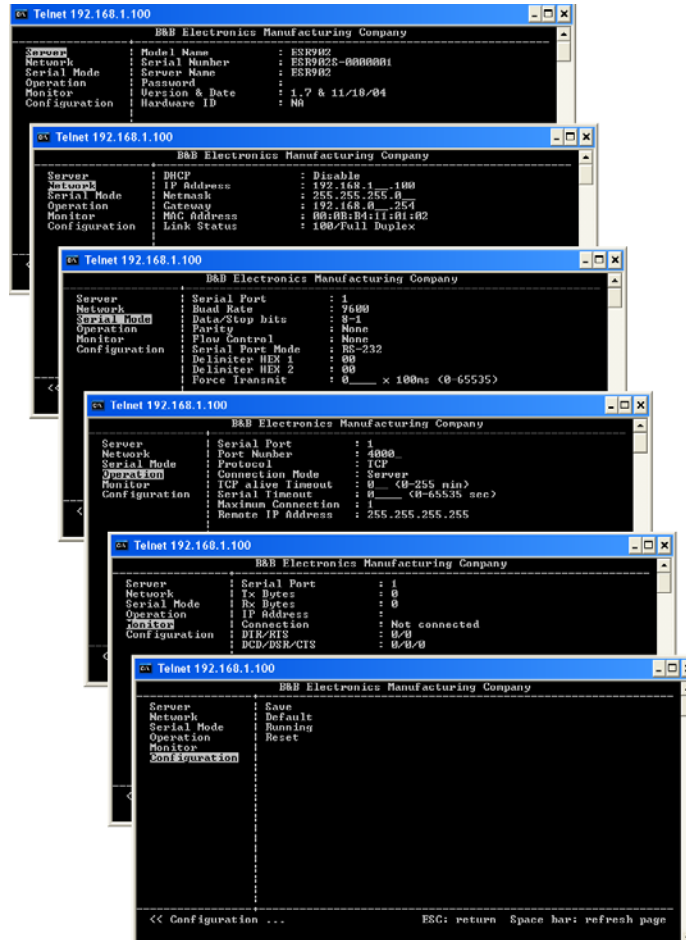 Telnet 192.168.1.100
B&B Electronics Manufacturing Company
Server Model Name : ESR902
Network Serial Number : ESR902S-0000001
Serial Mode Server Name : ESR902
Operation Password :
Monitor Version & Date : 1.7 & 11/18/04
Configuration Hardware ID : NA
Telnet 192.168.1.100
B&B Electronics Manufacturing Company
Server DHCP : Disable
Network IP Address : 192.168.1__.100
Serial Mode Netmask : 255.255.255.0__
Operation Gateway : 192.168.0__.254
Monitor MAC Address : 00:0B:B4:11:01:02
Configuration Link Status : 100/Full Duplex
<
Telnet 192.168.1.100
B&B Electronics Manufacturing Company
Server Serial Port : 1
Network Buad Rate : 9600
Serial Mode Data/Stop bits : 8-1
Operation Parity : None
Monitor Flow Control : None
Configuration Serial Port Mode : RS-232
Delimiter HEX 1 : 00
Delimiter HEX 2 : 00
Force Transmit : 0____ x 100ms (0-65535)
<<
Telnet 192.168.1.100
B&B Electronics Manufacturing Company
Server Serial Port : 1
Network Port Number : 4000_
Serial Mode Protocol : TCP
Operation Connection Mode : Server
Monitor TCP alive Timeout : 0__ (0-255 min)
Configuration Serial Timeout : 0____ (0-65535 sec)
Maximum Connection : 1
Remote IP Address : 255.255.255.255
<
Telnet 192.168.1.100
B&B Electronics Manufacturing Company
Server Serial Port : 1
Network Tx Bytes : 0
Serial Mode Rx Bytes : 0
Operation IP Address :
Monitor Connection : Not connected
Configuration DTR/RTS : 0/0
DCD/DSR/CTS : 0/0/0
<
Telnet 192.168.1.100
B&B Electronics Manufacturing Company
Server Save
Network Default
Serial Mode Running
Operation Reset
Monitor
Configuration
<
<< Configuration ... ESC: return Space bar: refresh page